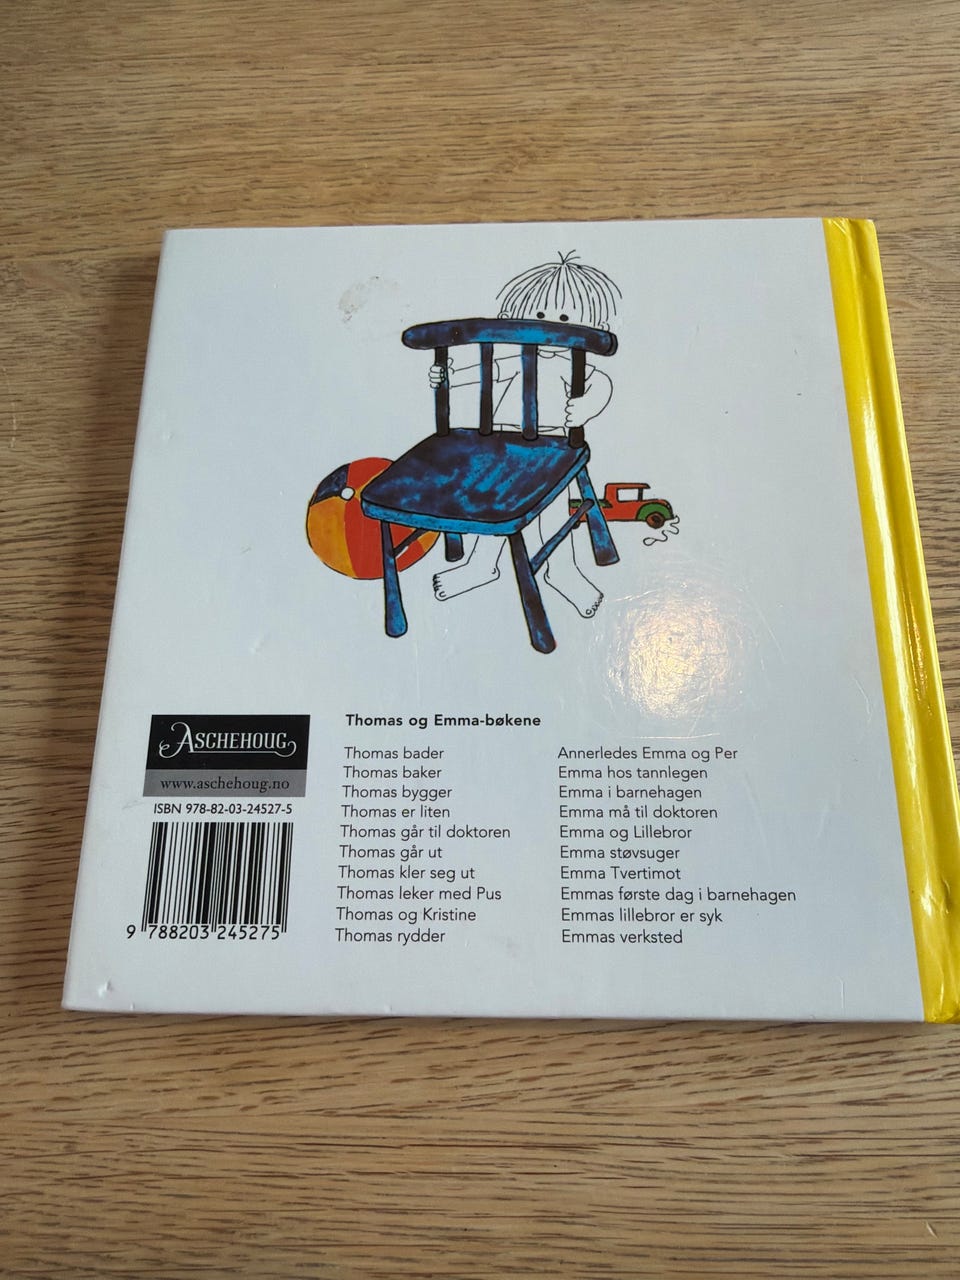 ASCHEHOUG
www.aschehoug.no
ISBN 978-82-03-24527-5
9 788203 245275
Thomas og Emma-bøkene
Thomas bader
Thomas baker
Thomas bygger
Thomas er liten
Thomas går til doktoren
Thomas går ut
Thomas kler seg ut
Thomas leker med Pus
Thomas og Kristine
Thomas rydder
Annerledes Emma og Per
Emma hos tannlegen
Emma i barnehagen
Emma må til doktoren
Emma og Lillebror
Emma støvsuger
Emma Tvertimot
Emmas første dag i barnehagen
Emmas lillebror er syk
Emmas verksted